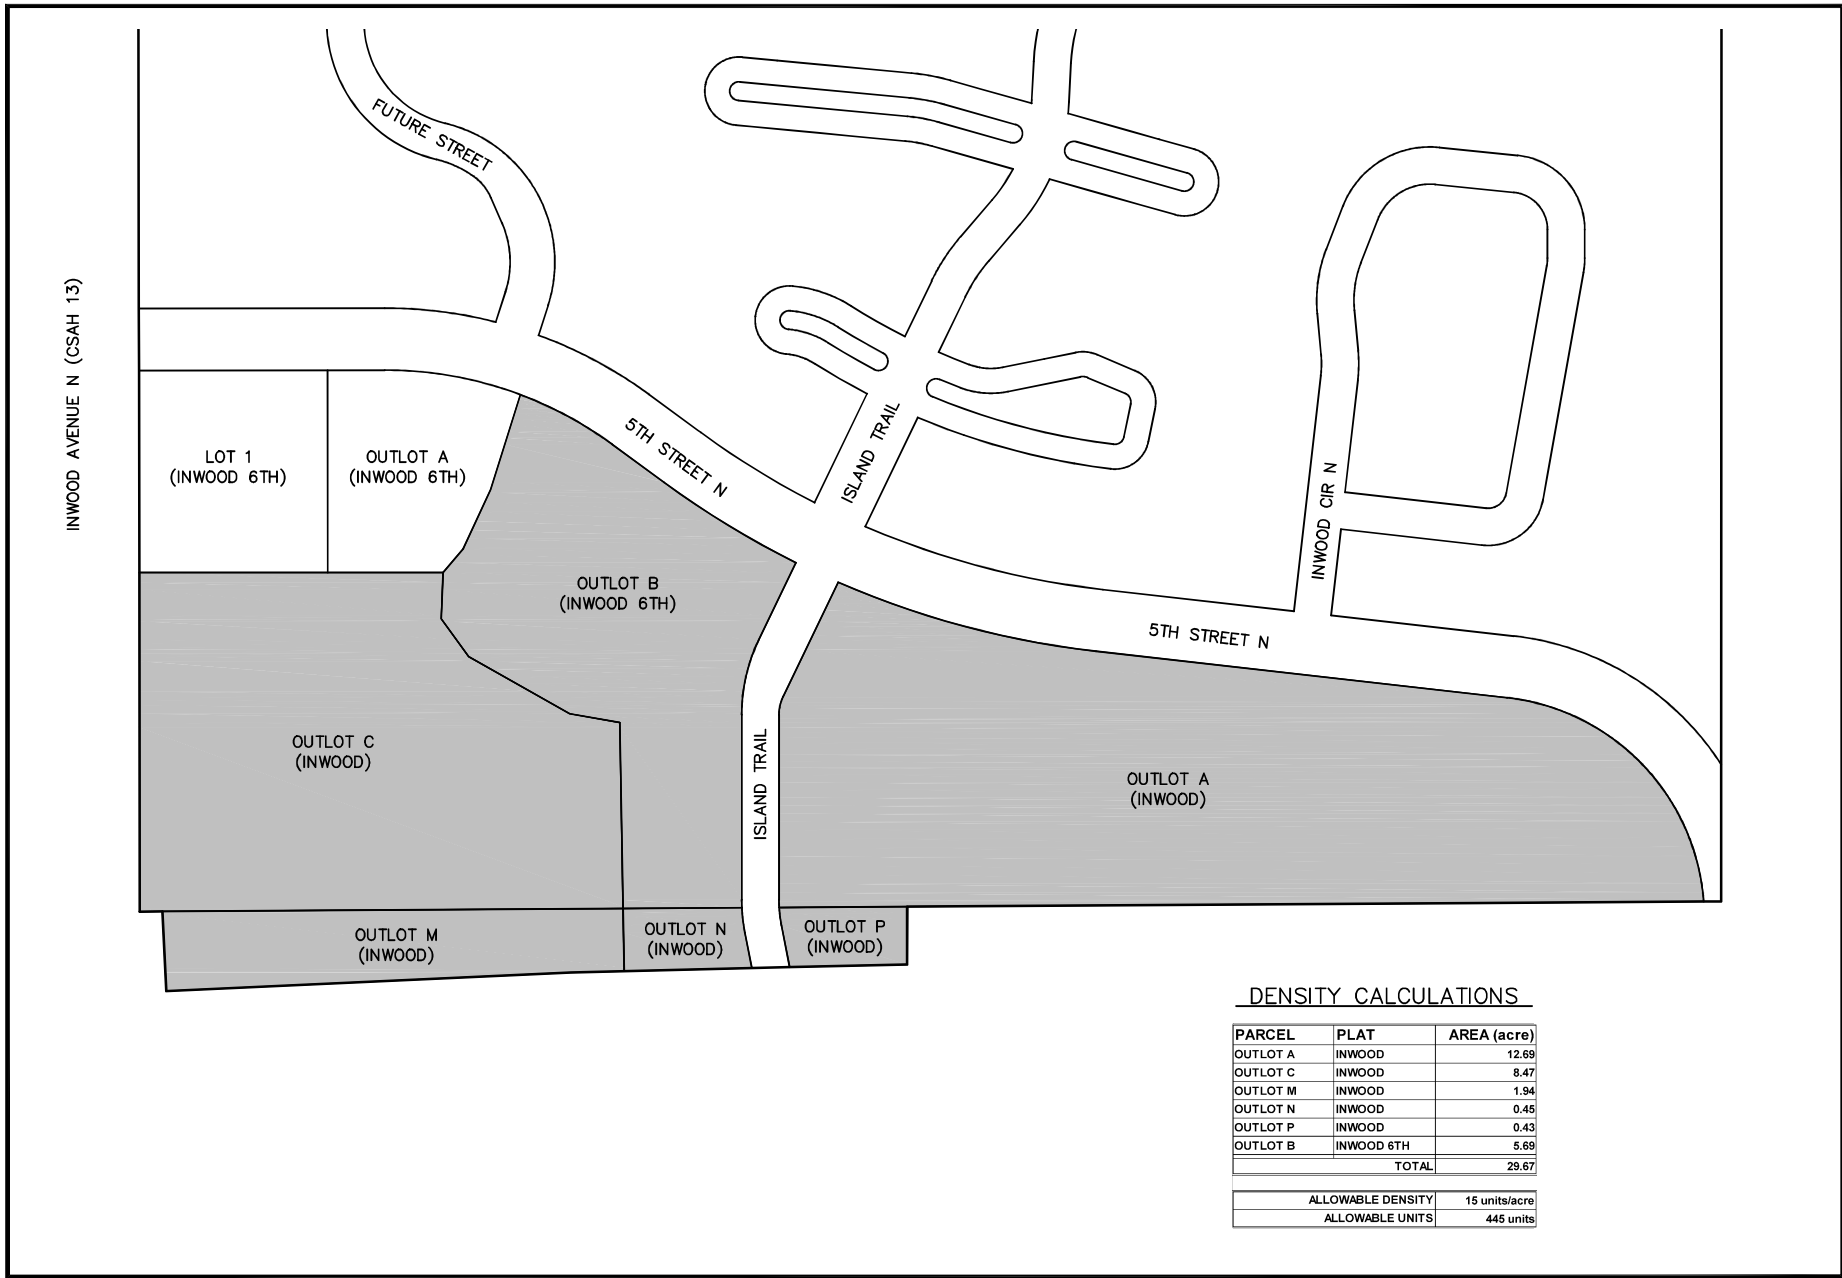 FUTURE STREET
INWOOD AVENUE N (CSAH 13)
LOT 1
(INWOOD 6TH)
OUTLOT A
(INWOOD 6TH)
5TH STREET N
ISLAND TRAIL
INWOOD CIR N
OUTLOT B
(INWOOD 6TH)
5TH STREET N
OUTLOT C
(INWOOD)
ISLAND TRAIL
OUTLOT A
(INWOOD)
OUTLOT M
(INWOOD)
OUTLOT N
(INWOOD)
OUTLOT P
(INWOOD)
DENSITY CALCULATIONS
PARCEL PLAT AREA (acre)
OUTLOT A INWOOD 12.69
OUTLOT C INWOOD 8.47
OUTLOT M INWOOD 1.94
OUTLOT N INWOOD 0.45
OUTLOT P INWOOD 0.43
OUTLOT B INWOOD 6TH 5.69
TOTAL 29.67
ALLOWABLE DENSITY 15 units/acre
ALLOWABLE UNITS 445 units